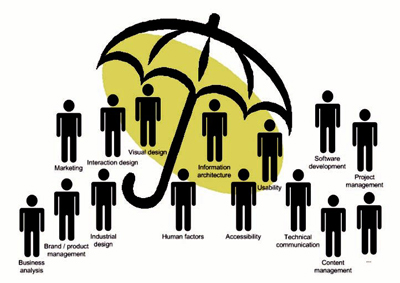 Visual design
Marketing
Interaction design
Information
architecture
Usability
Software
development
Project
management
Business
analysis
Brand / product
management
Industrial
design
Human factors
Accessibility
Technical
communication
Content
management
...